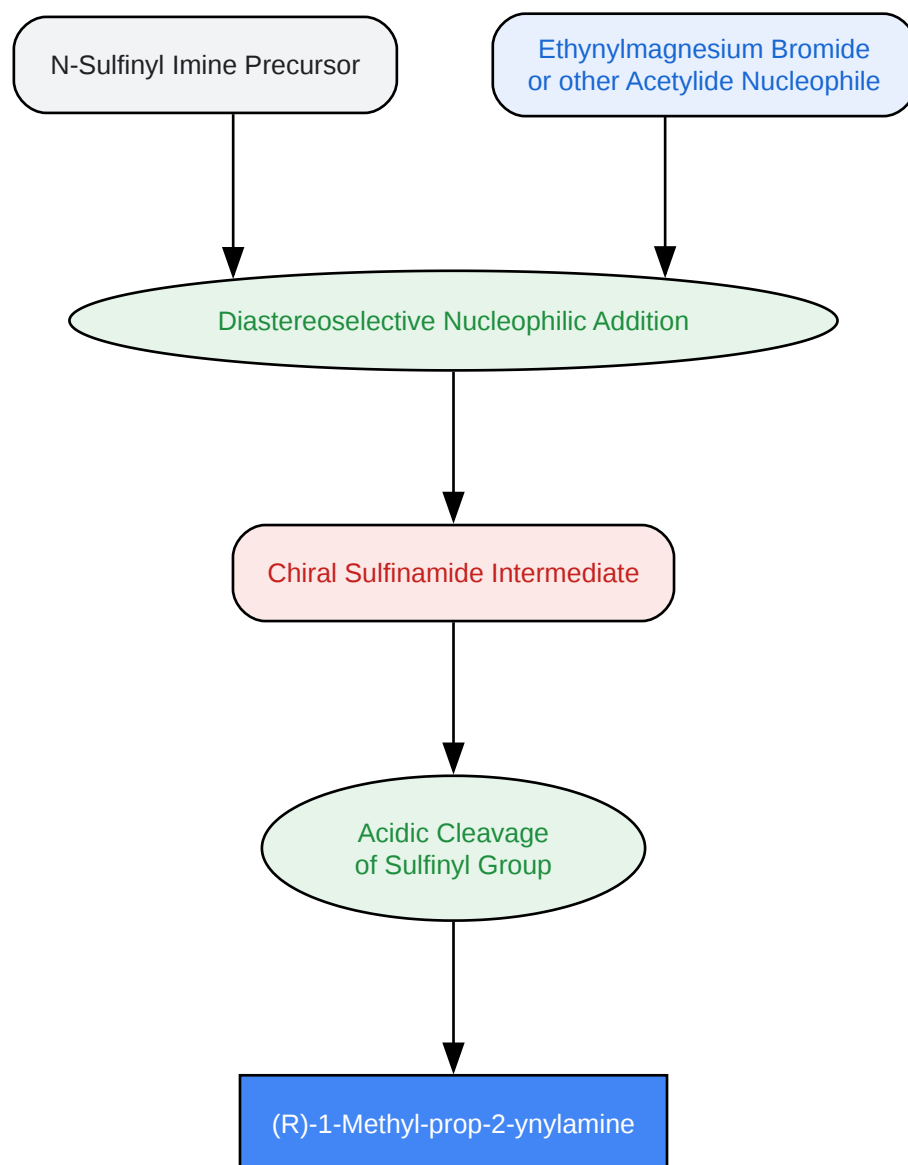 N-Sulfinyl Imine Precursor
Ethynylmagnesium Bromide
or other Acetylide Nucleophile
Diastereoselective Nucleophilic Addition
Chiral Sulfinamide Intermediate
Acidic Cleavage
of Sulfinyl Group
(R)-1-Methyl-prop-2-ynylamine